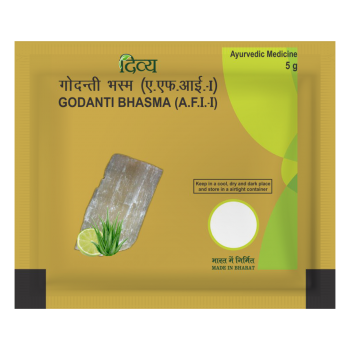 दिव्य
Ayurvedic Medicine
5 g
गोदन्ती भस्म (ए.एफ.आई.-I)
GODANTI BHASMA (A.F.I.-I)
Keep in a cool, dry and dark place
and store in a airtight container
भारत में निर्मित
MADE IN BHARAT